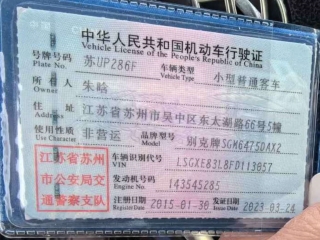 中华人民共和国机动车行驶证
Vehicle License of the People's Republic of China
号牌号码 苏UP286F 车辆类型 小型普通客车
Plate No. Vehicle Type
所有人 朱晗
Owner
住址 江苏省苏州市吴中区东太湖路66号5幢
Address
使用性质 非营运 品牌型号 别克牌SGM6475DAX2
Use Character Model
江苏省苏州市公安局交通警察支队
车辆识别代号 LSGXE83L8FD113057
VIN
发动机号码 143545285
Engine No.
注册日期 2015-01-30 发证日期 2023-03-24
Register Date Issue Date